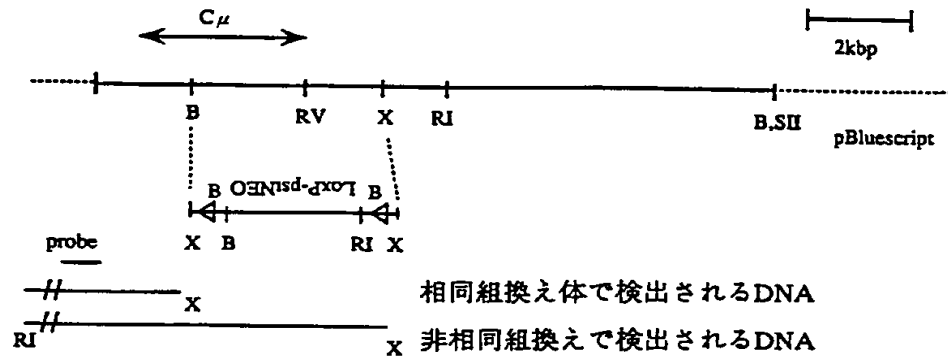 Cμ
2kbp
B RV X RI B,SII pBluescript
B LoxP-pstNEO B
X B RI X
probe
X 相同組換え体で検出されるDNA
RI X 非相同組換えで検出されるDNA